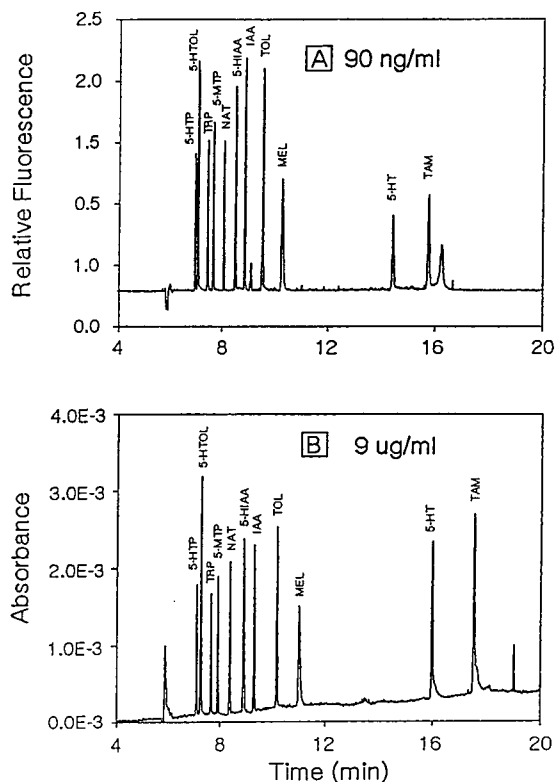 A 90 ng/ml
2.5
2.0
1.5
0.5
1.0
0.0
Relative Fluorescence
5-HTP
5-HTOL
TRP
5-MTP
NAT
5-HIAA
IAA
TOL
MEL
5-HT
TAM
4 8 12 16 20
B 9 ug/ml
4.0E-3
3.0E-3
2.0E-3
1.0E-3
0.0E-3
Absorbance
5-HTP
5-HTOL
TRP
5-MTP
NAT
5-HIAA
IAA
TOL
MEL
5-HT
TAM
4 8 12 16 20
Time (min)